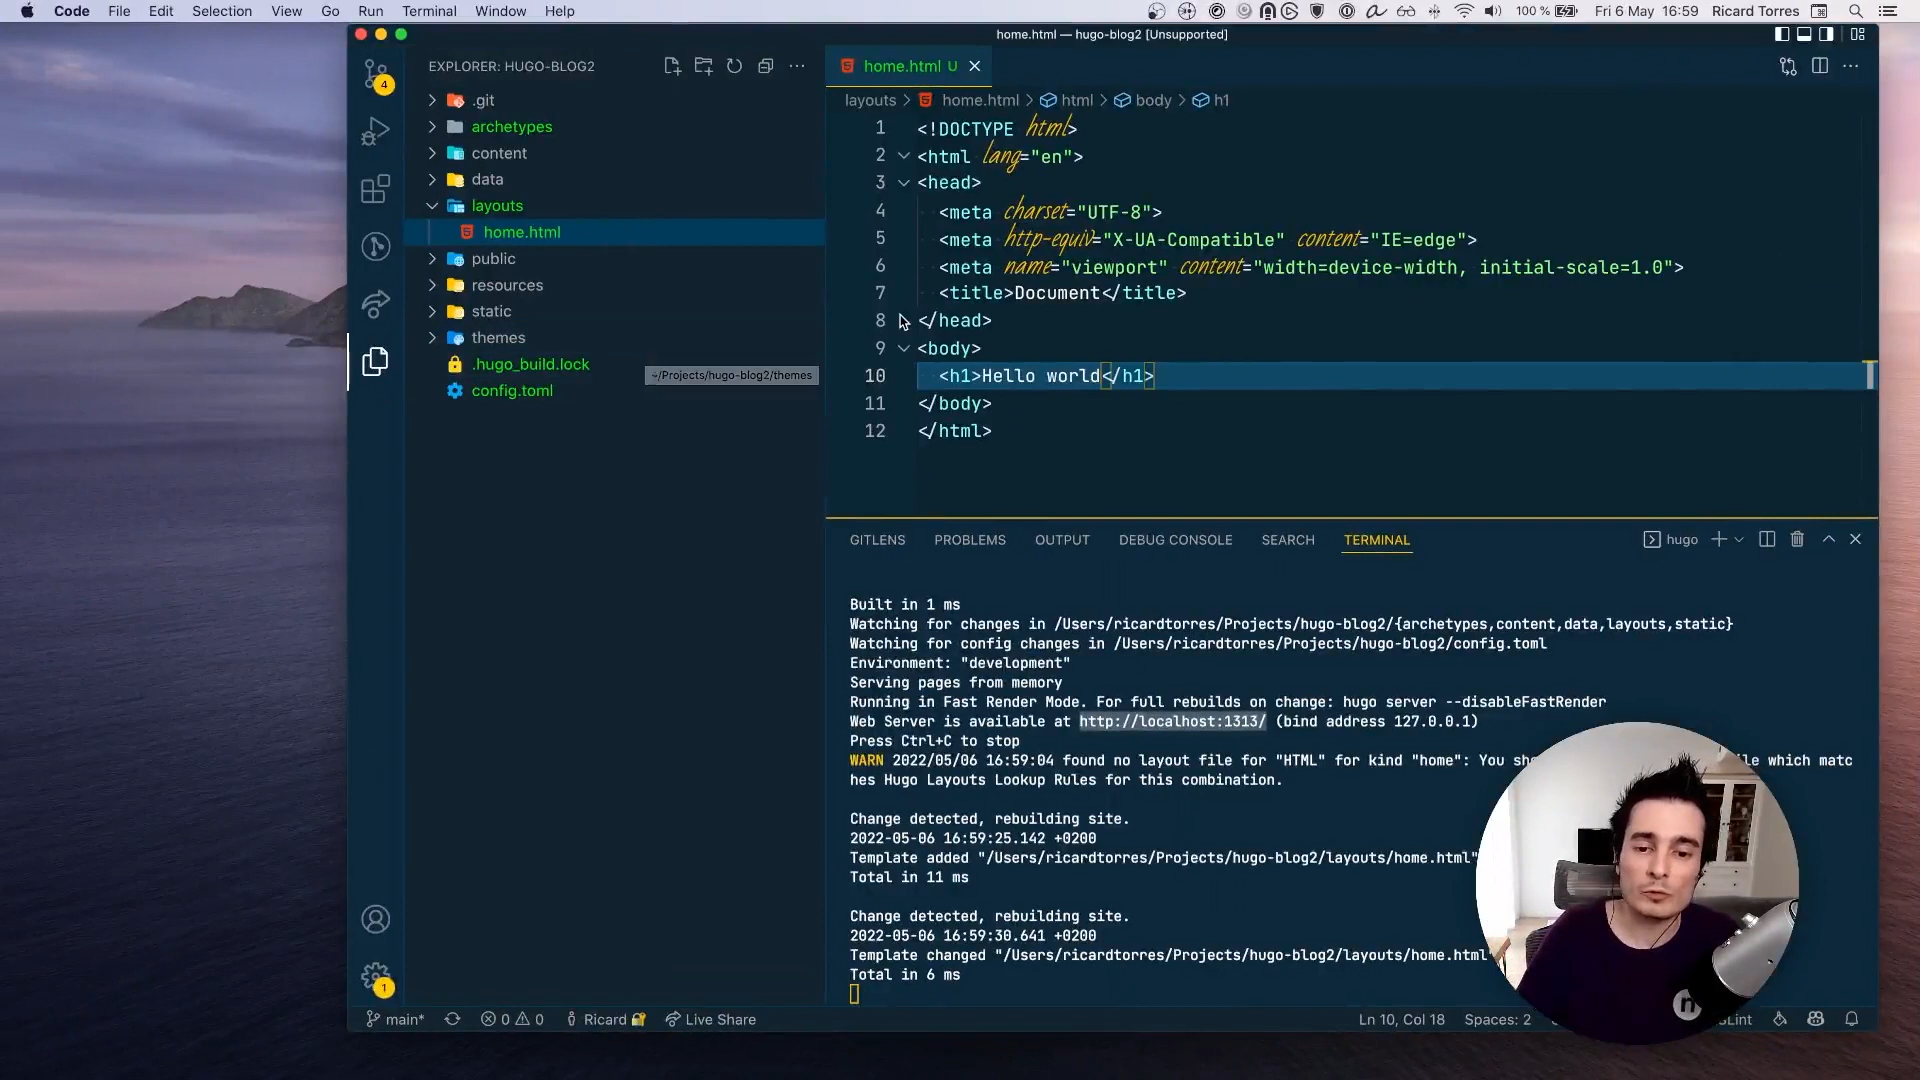 Code File Edit Selection View Go Run Terminal Window Help
100 % Fri 6 May 16:59 Ricard Torres
home.html — hugo-blog2 [Unsupported]
4
EXPLORER: HUGO-BLOG2
.git
archetypes
content
data
layouts
home.html
public
resources
static
themes
.hugo_build.lock
config.toml
~/Projects/hugo-blog2/themes
1
home.html U
layouts > home.html > html > body > h1
1 <!DOCTYPE html>
2 <html lang="en">
3 <head>
4 <meta charset="UTF-8">
5 <meta http-equiv="X-UA-Compatible" content="IE=edge">
6 <meta name="viewport" content="width=device-width, initial-scale=1.0">
7 <title>Document</title>
8 </head>
9 <body>
10 <h1>Hello world</h1>
11 </body>
12 </html>
GITLENS PROBLEMS OUTPUT DEBUG CONSOLE SEARCH TERMINAL
hugo
Built in 1 ms
Watching for changes in /Users/ricardtorres/Projects/hugo-blog2/{archetypes,content,data,layouts,static}
Watching for config changes in /Users/ricardtorres/Projects/hugo-blog2/config.toml
Environment: "development"
Serving pages from memory
Running in Fast Render Mode. For full rebuilds on change: hugo server --disableFastRender
Web Server is available at http://localhost:1313/ (bind address 127.0.0.1)
Press Ctrl+C to stop
WARN 2022/05/06 16:59:04 found no layout file for "HTML" for kind "home": You which matc
hes Hugo Layouts Lookup Rules for this combination.
Change detected, rebuilding site.
2022-05-06 16:59:25.142 +0200
Template added "/Users/ricardtorres/Projects/hugo-blog2/layouts/home.html"
Total in 11 ms
Change detected, rebuilding site.
2022-05-06 16:59:30.641 +0200
Template changed "/Users/ricardtorres/Projects/hugo-blog2/layouts/home.html
Total in 6 ms
main* 0 0 Ricard Live Share
Ln 10, Col 18 Spaces: 2